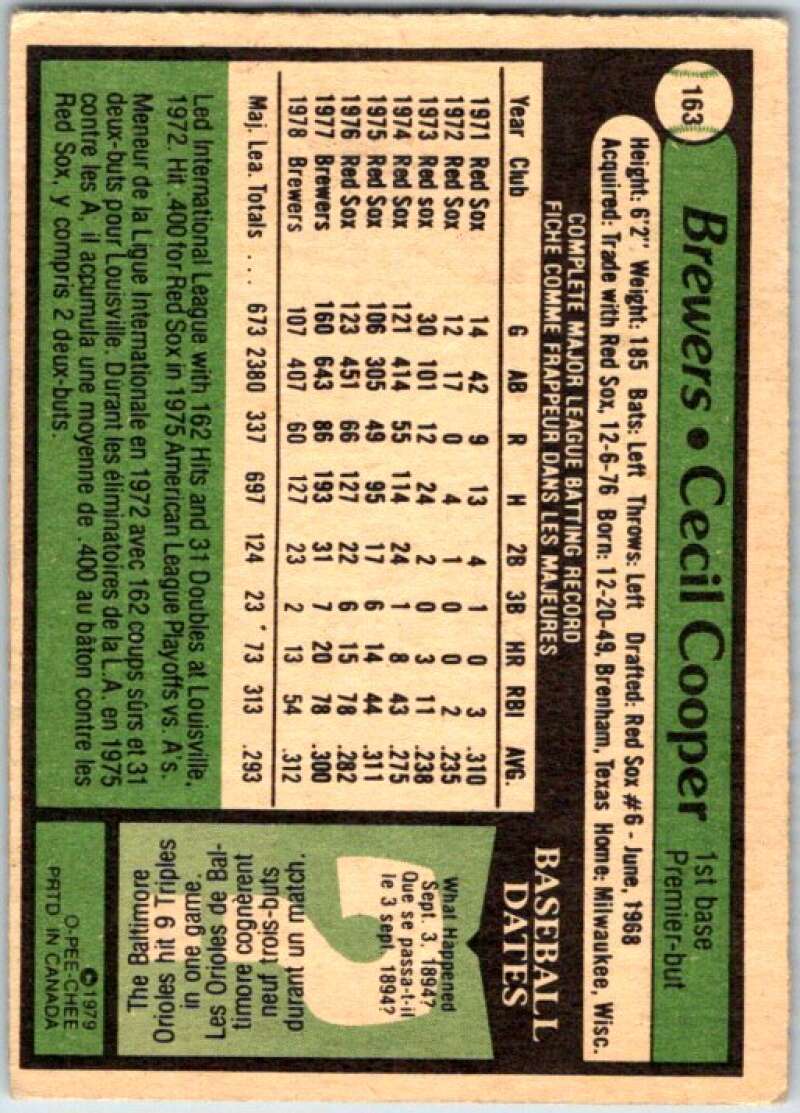 163
Brewers • Cecil Cooper
1st base
Premier-but
Height: 6'2" Weight: 185 Bats: Left Throws: Left Drafted: Red Sox #6 - June, 1968
Acquired: Trade with Red Sox, 12-6-76 Born: 12-20-49, Brenham, Texas Home: Milwaukee, Wisc.
COMPLETE MAJOR LEAGUE BATTING RECORD
FICHE COMME FRAPPEUR DANS LES MAJEURES
Year Club G AB R H 2B 3B HR RBI AVG.
1971 Red Sox 14 42 9 13 4 1 0 3 .310
1972 Red Sox 12 17 0 4 1 0 0 2 .235
1973 Red sox 30 101 12 24 2 0 3 11 .238
1974 Red Sox 121 414 55 114 24 1 8 43 .275
1975 Red Sox 106 305 49 95 17 6 14 44 .311
1976 Red Sox 123 451 66 127 22 6 15 78 .282
1977 Brewers 160 643 86 193 31 7 20 78 .300
1978 Brewers 107 407 60 127 23 2 13 54 .312
Maj. Lea. Totals . . . 673 2380 337 697 124 23 73 313 .293
Led International League with 162 Hits and 31 Doubles at Louisville,
1972. Hit .400 for Red Sox in 1975 American League Playoffs vs. A's.
Meneur de la Ligue Internationale en 1972 avec 162 coups sûrs et 31
deux-buts pour Louisville. Durant les éliminatoires de la L.A. en 1975
contre les A, il accumula une moyenne de .400 au bâton contre les
Red Sox, y compris 2 deux-buts.
BASEBALL
DATES
What Happened
Sept. 3, 1894?
Que se passa-t-il
le 3 sept. 1894?
The Baltimore
Orioles hit 9 Triples
in one game.
Les Orioles de Bal-
timore cognèrent
neuf trois-buts
durant un match.
©1979
O-PEE-CHEE
PRTD IN CANADA